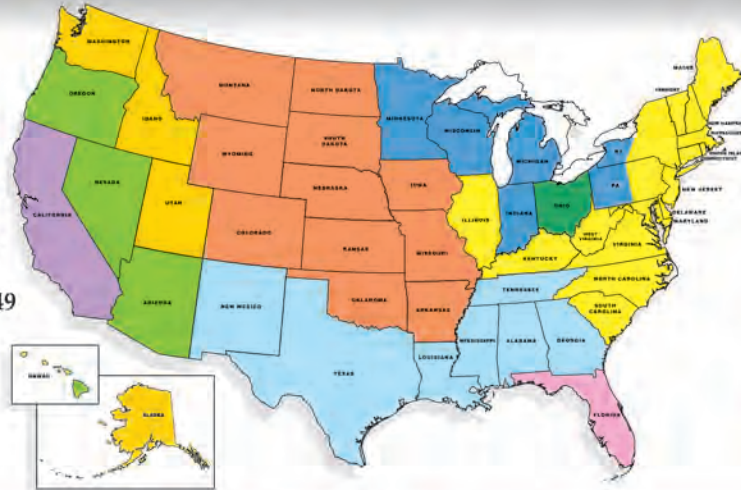 MAINE
WASHINGTON
VERMONT
MONTANA
NORTH DAKOTA
MINNESOTA
OREGON
IDAHO
WISCONSIN
SOUTH DAKOTA
MICHIGAN
NY
WYOMING
IOWA
PA
NEBRASKA
NEW JERSEY
NEVADA
ILLINOIS
INDIANA
OHIO
UTAH
DELAWARE
MARYLAND
CALIFORNIA
COLORADO
WEST VIRGINIA
VIRGINIA
KANSAS
MISSOURI
KENTUCKY
NORTH CAROLINA
TENNESSEE
OKLAHOMA
NEW MEXICO
ARKANSAS
SOUTH CAROLINA
49
MISSISSIPPI
ALABAMA
GEORGIA
TEXAS
LOUISIANA
HAWAII
ALASKA
FLORIDA